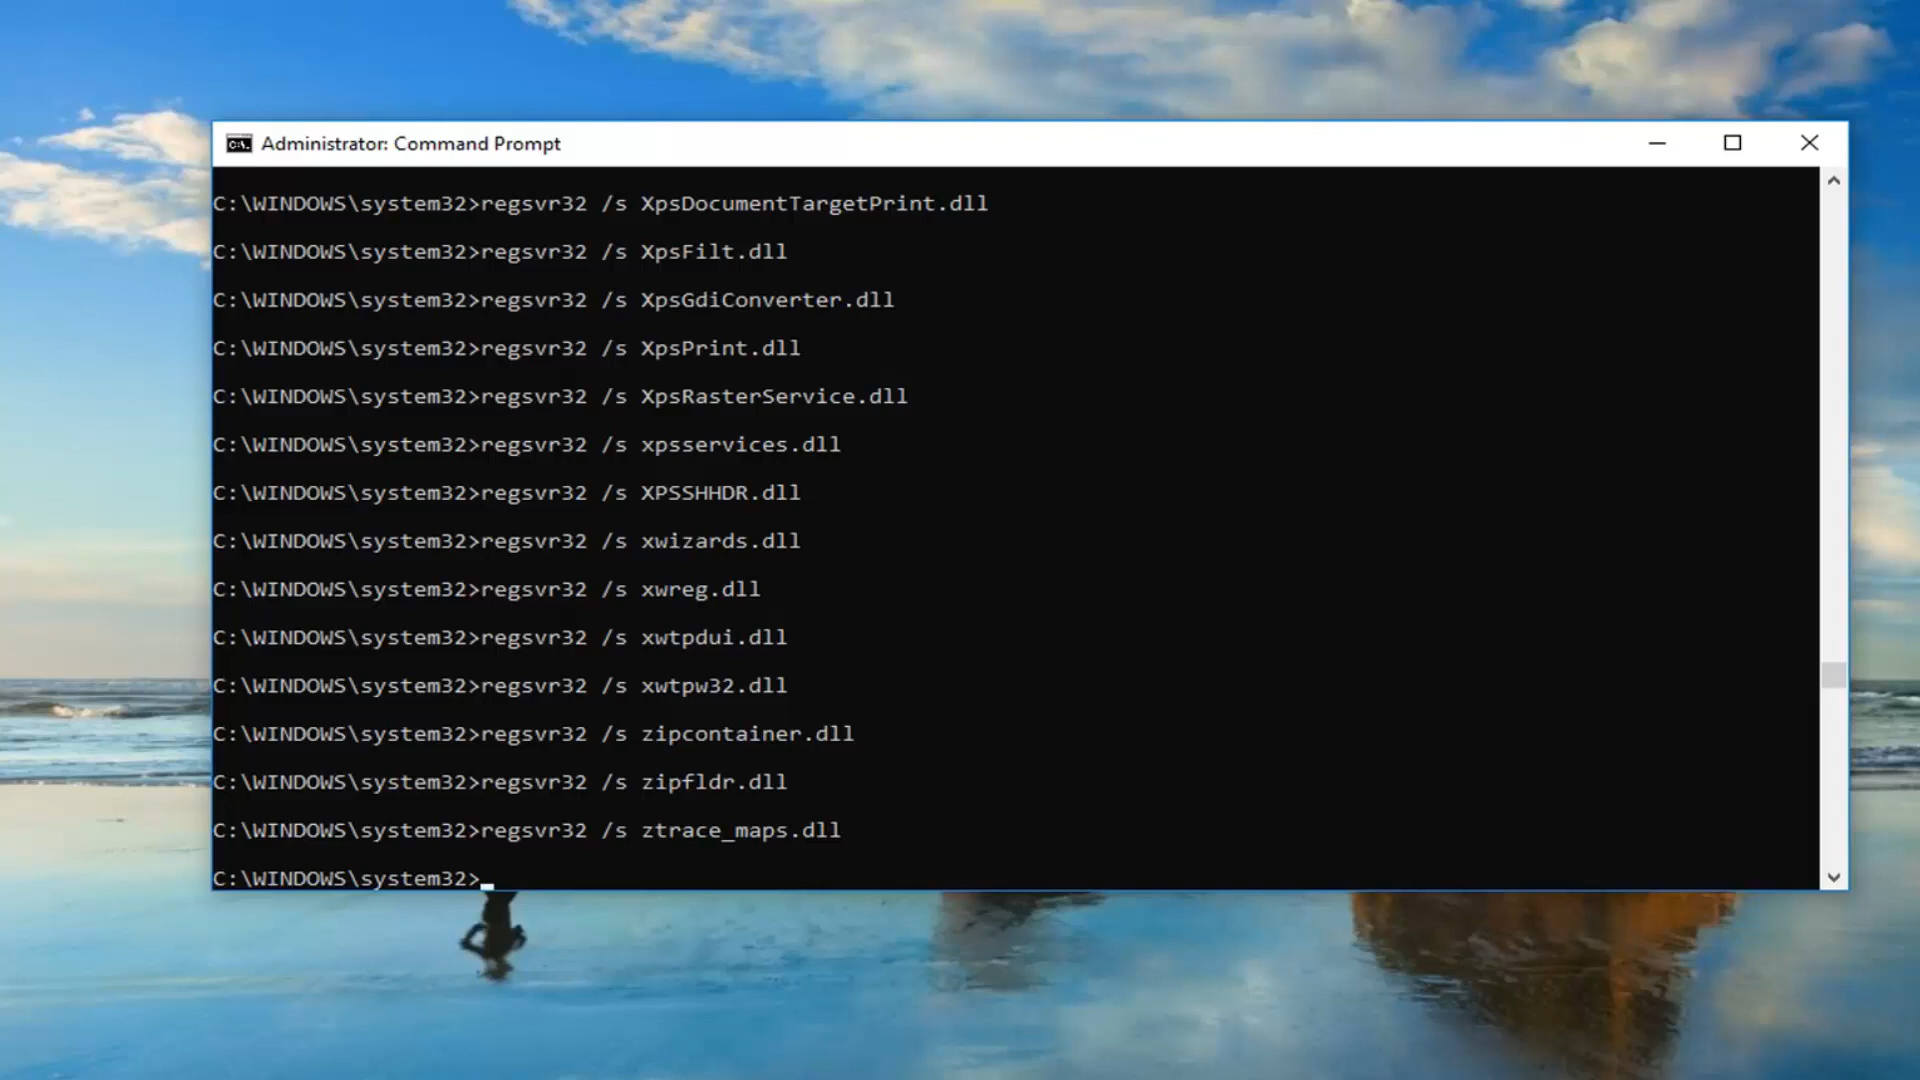 Administrator: Command Prompt
C:\WINDOWS\system32>regsvr32 /s XpsDocumentTargetPrint.dll
C:\WINDOWS\system32>regsvr32 /s XpsFilt.dll
C:\WINDOWS\system32>regsvr32 /s XpsGdiConverter.dll
C:\WINDOWS\system32>regsvr32 /s XpsPrint.dll
C:\WINDOWS\system32>regsvr32 /s XpsRasterService.dll
C:\WINDOWS\system32>regsvr32 /s xpsservices.dll
C:\WINDOWS\system32>regsvr32 /s XPSSHHDR.dll
C:\WINDOWS\system32>regsvr32 /s xwizards.dll
C:\WINDOWS\system32>regsvr32 /s xwreg.dll
C:\WINDOWS\system32>regsvr32 /s xwtpdui.dll
C:\WINDOWS\system32>regsvr32 /s xwtpw32.dll
C:\WINDOWS\system32>regsvr32 /s zipcontainer.dll
C:\WINDOWS\system32>regsvr32 /s zipfldr.dll
C:\WINDOWS\system32>regsvr32 /s ztrace_maps.dll
C:\WINDOWS\system32>